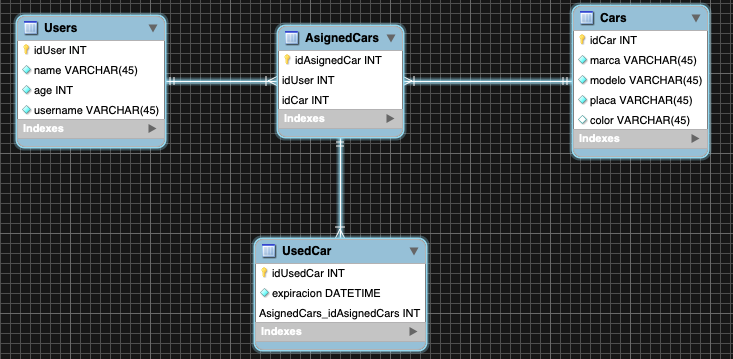 Users
idUser INT
name VARCHAR(45)
age INT
username VARCHAR(45)
Indexes
AsignedCars
idAsignedCar INT
idUser INT
idCar INT
Indexes
Cars
idCar INT
marca VARCHAR(45)
modelo VARCHAR(45)
placa VARCHAR(45)
color VARCHAR(45)
Indexes
UsedCar
idUsedCar INT
expiracion DATETIME
AsignedCars_idAsignedCars INT
Indexes